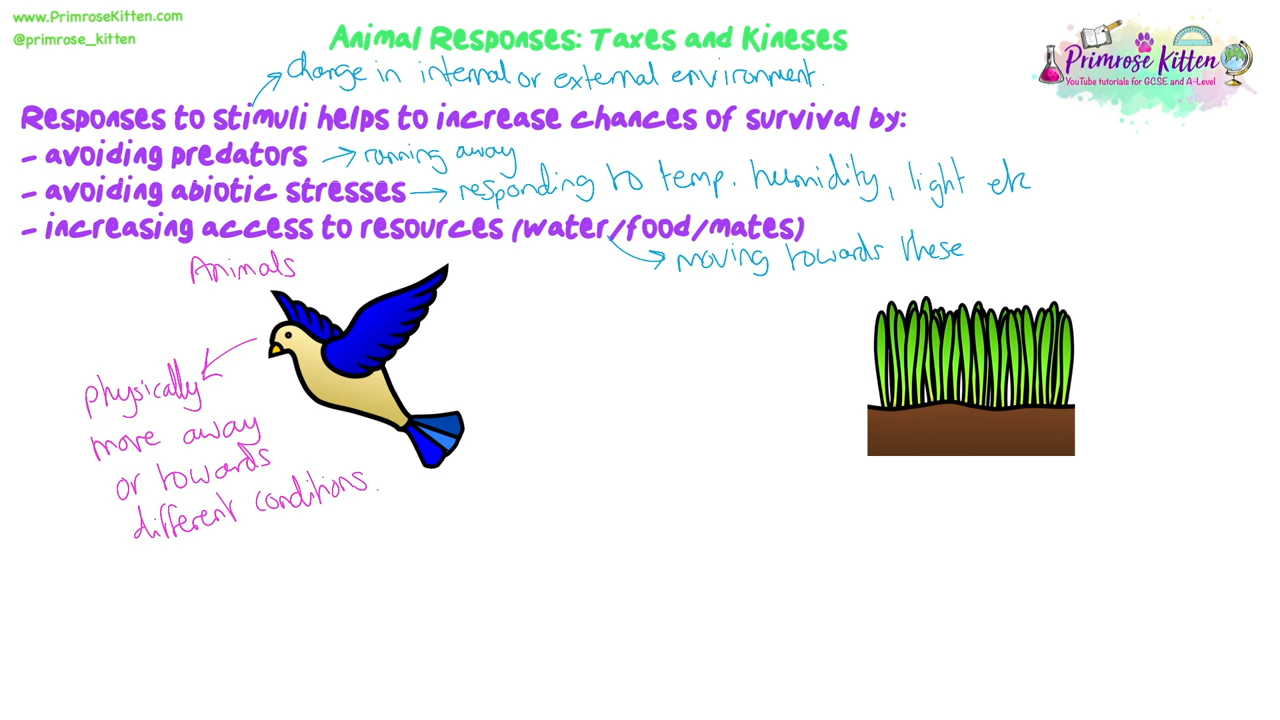 www.PrimroseKitten.com
@primrose_kitten
Animal Responses: Taxes and Kineses
Primrose Kitten
YouTube tutorials for GCSE and A-Level
change in internal or external environment.
Responses to stimuli helps to increase chances of survival by:
- avoiding predators → running away
- avoiding abiotic stresses → responding to temp. humidity, light etc
- increasing access to resources (water/food/mates)
moving towards these
Animals
physically
move away
or towards
different conditions.